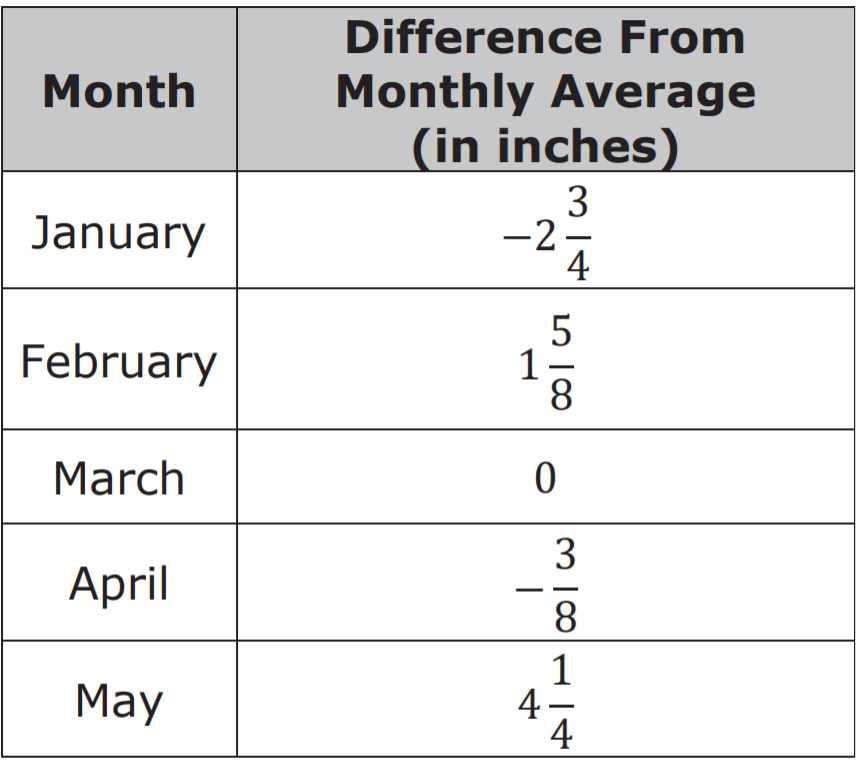 Month
Difference From
Monthly Average
(in inches)
January
−2 3/4
February
1 5/8
March
0
April
− 3/8
May
4 1/4